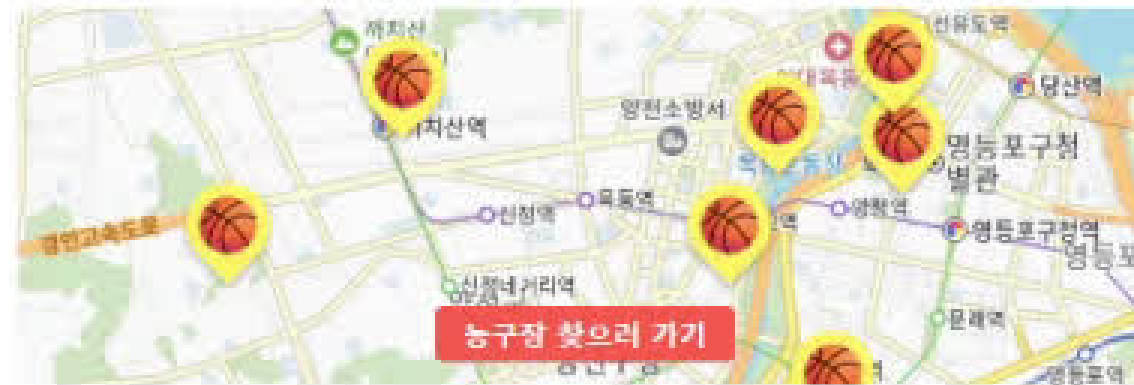 까치산
당산역
양천소방서
영등포구청
별관
신정역
목동역
양평역
경인고속도로
영등포구청역
신정네거리역
농구장 찾으러 가기
문래역
영등포역